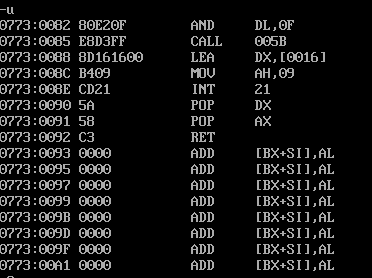 -u
0773:0082 80E20F AND DL,0F
0773:0085 E8D3FF CALL 005B
0773:0088 8D161600 LEA DX,[0016]
0773:008C B409 MOV AH,09
0773:008E CD21 INT 21
0773:0090 5A POP DX
0773:0091 58 POP AX
0773:0092 C3 RET
0773:0093 0000 ADD [BX+SI],AL
0773:0095 0000 ADD [BX+SI],AL
0773:0097 0000 ADD [BX+SI],AL
0773:0099 0000 ADD [BX+SI],AL
0773:009B 0000 ADD [BX+SI],AL
0773:009D 0000 ADD [BX+SI],AL
0773:009F 0000 ADD [BX+SI],AL
0773:00A1 0000 ADD [BX+SI],AL